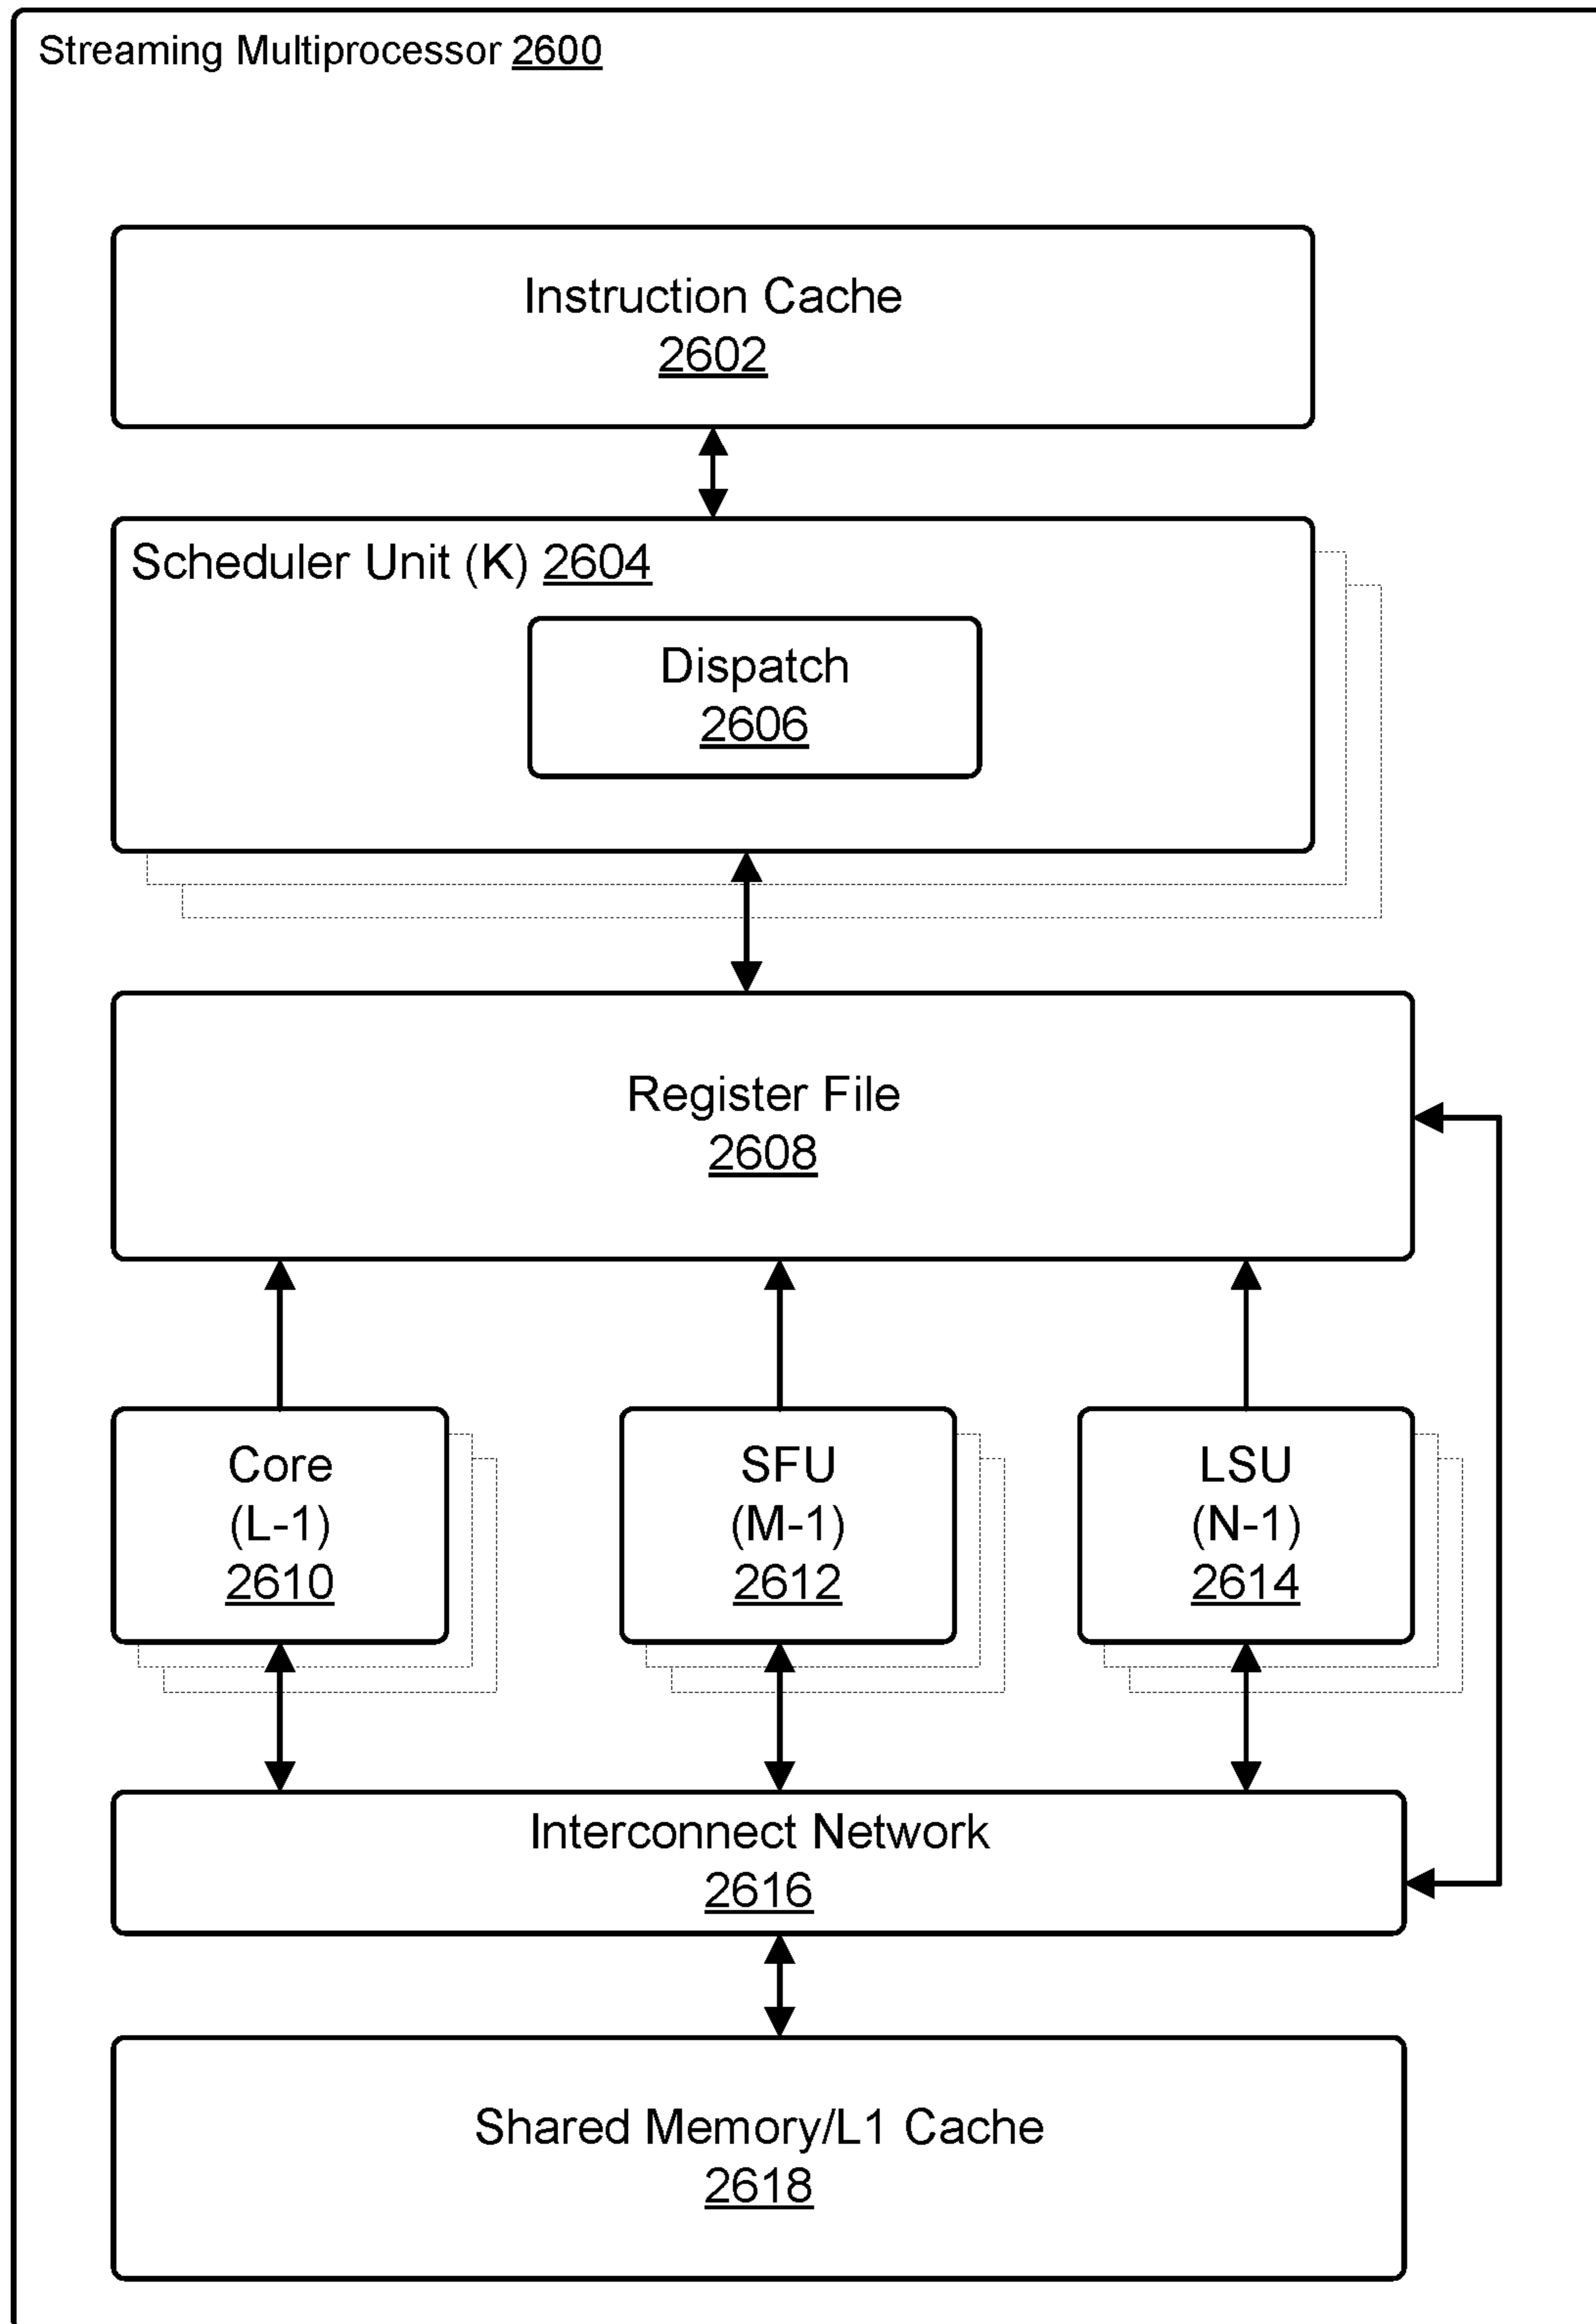 Streaming Multiprocessor 2600
Instruction Cache
2602
Scheduler Unit (K) 2604
Dispatch
2606
Register File
2608
Core
(L-1)
2610
SFU
(M-1)
2612
LSU
(N-1)
2614
Interconnect Network
2616
Shared Memory/L1 Cache
2618